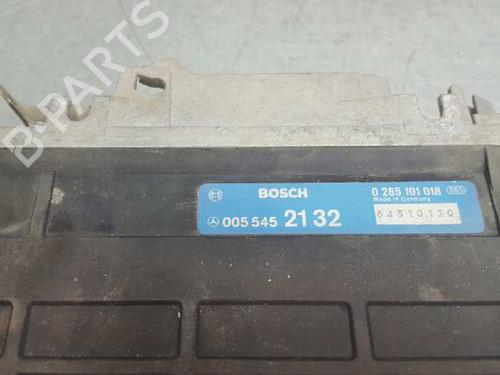 B-PARTS
BOSCH 0 265 101 018
Made in Germany
005 545 21 32 64510120